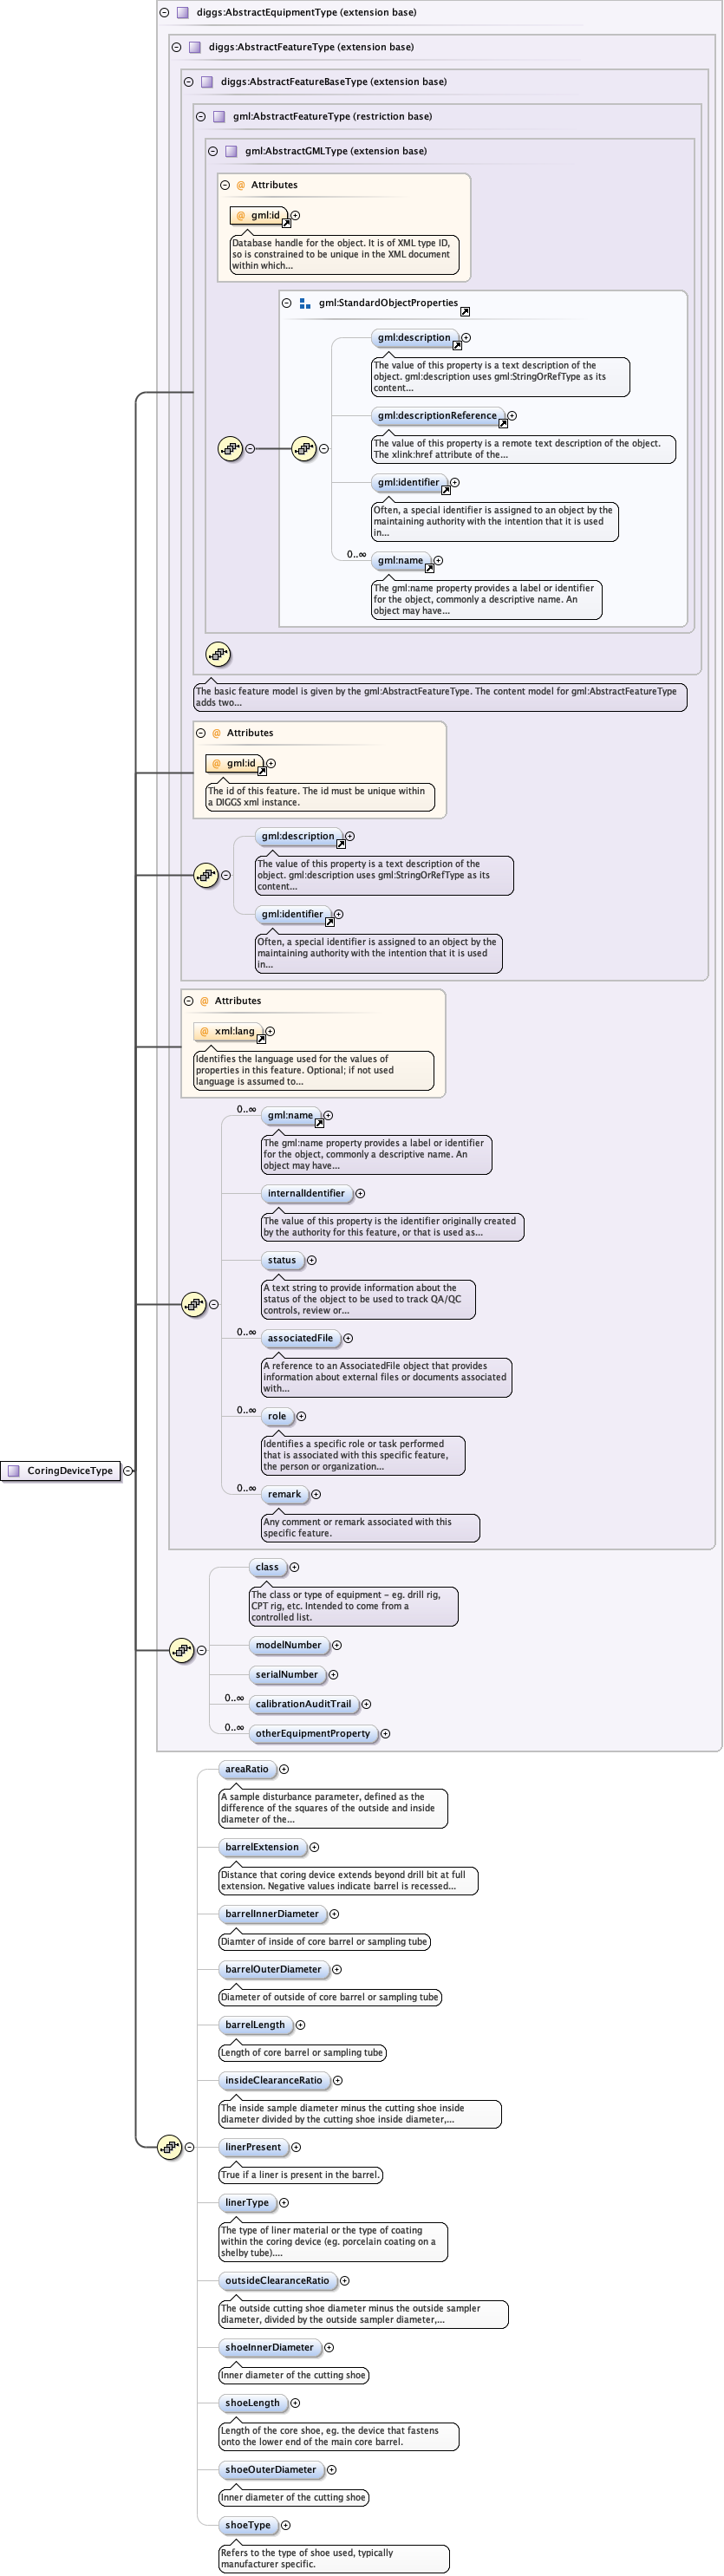 diggs:AbstractEquipmentType (extension base)
diggs:AbstractFeatureType (extension base)
diggs:AbstractFeatureBaseType (extension base)
gml:AbstractFeatureType (restriction base)
gml:AbstractGMLType (extension base)
@ Attributes
@ gml:id
Database handle for the object. It is of XML type ID,
so is constrained to be unique in the XML document
within which...
gml:StandardObjectProperties
gml:description
The value of this property is a text description of the
object. gml:description uses gml:StringOrRefType as its
content...
gml:descriptionReference
The value of this property is a remote text description of the object.
The xlink:href attribute of the...
gml:identifier
Often, a special identifier is assigned to an object by the
maintaining authority with the intention that it is used
in...
0..∞
gml:name
The gml:name property provides a label or identifier
for the object, commonly a descriptive name. An
object may have...
The basic feature model is given by the gml:AbstractFeatureType. The content model for gml:AbstractFeatureType
adds two...
@ Attributes
@ gml:id
The id of this feature. The id must be unique within
a DIGGS xml instance.
gml:description
The value of this property is a text description of the
object. gml:description uses gml:StringOrRefType as its
content...
gml:identifier
Often, a special identifier is assigned to an object by the
maintaining authority with the intention that it is used
in...
@ Attributes
@ xml:lang
Identifies the language used for the values of
properties in this feature. Optional; if not used
language is assumed to...
0..∞
gml:name
The gml:name property provides a label or identifier
for the object, commonly a descriptive name. An
object may have...
internalIdentifier
The value of this property is the identifier originally created
by the authority for this feature, or that is used as...
status
A text string to provide information about the
status of the object to be used to track QA/QC
controls, review or...
0..∞
associatedFile
A reference to an AssociatedFile object that provides
information about external files or documents associated
with...
0..∞
role
Identifies a specific role or task performed
that is associated with this specific feature,
the person or organization...
CoringDeviceType
0..∞
remark
Any comment or remark associated with this
specific feature.
class
The class or type of equipment - eg. drill rig,
CPT rig, etc. Intended to come from a
controlled list.
modelNumber
serialNumber
0..∞
calibrationAuditTrail
0..∞
otherEquipmentProperty
areaRatio
A sample disturbance parameter, defined as the
difference of the squares of the outside and inside
diameter of the...
barrelExtension
Distance that coring device extends beyond drill bit at full
extension. Negative values indicate barrel is recessed...
barrelInnerDiameter
Diamter of inside of core barrel or sampling tube
barrelOuterDiameter
Diameter of outside of core barrel or sampling tube
barrelLength
Length of core barrel or sampling tube
insideClearanceRatio
The inside sample diameter minus the cutting shoe inside
diameter divided by the cutting shoe inside diameter,...
linerPresent
True if a liner is present in the barrel.
linerType
The type of liner material or the type of coating
within the coring device (eg. porcelain coating on a
shelby tube)....
outsideClearanceRatio
The outside cutting shoe diameter minus the outside sampler
diameter, divided by the outside sampler diameter,...
shoeInnerDiameter
Inner diameter of the cutting shoe
shoeLength
Length of the core shoe, eg. the device that fastens
onto the lower end of the main core barrel.
shoeOuterDiameter
Inner diameter of the cutting shoe
shoeType
Refers to the type of shoe used, typically
manufacturer specific.